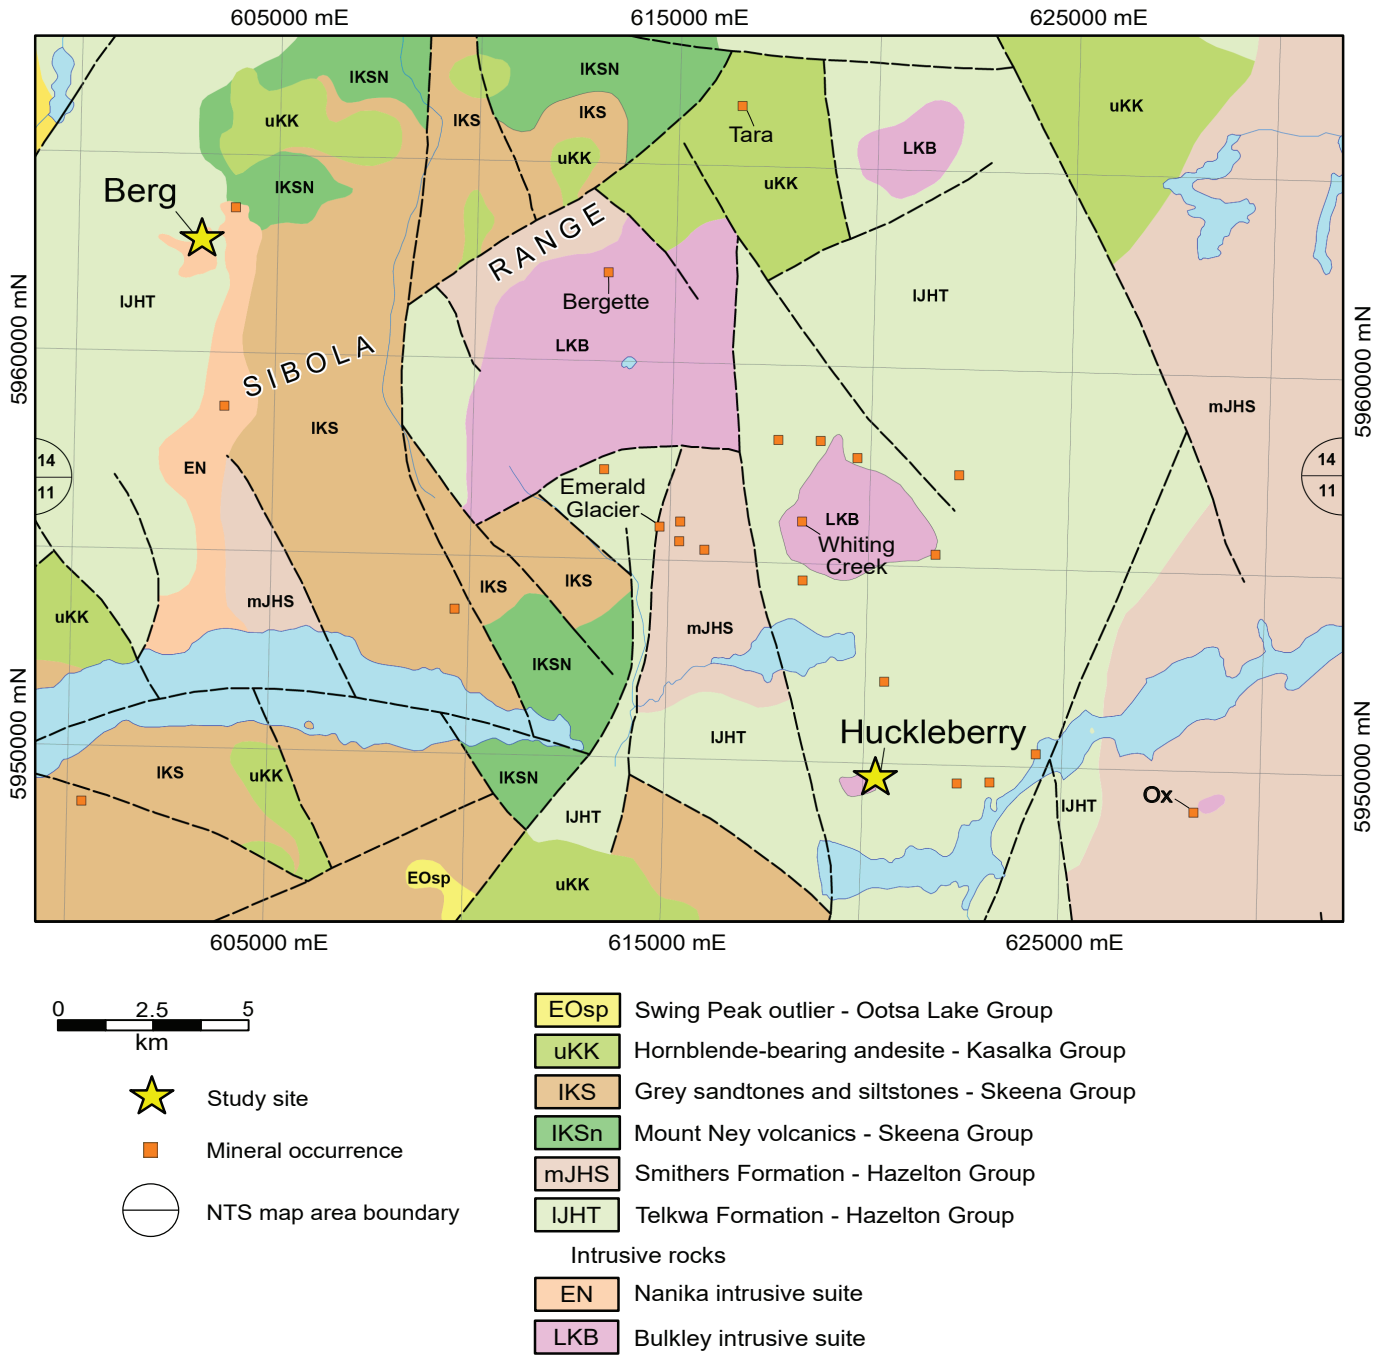 605000 mE
615000 mE
625000 mE
IKSN
IKSN
uKK
IKS
IKS
uKK
Tara
uKK
LKB
uKK
IKSN
uKK
Berg
RANGE
IJHT
Bergette
IJHT
5960000 mN
5960000 mN
LKB
SIBOLA
IKS
mJHS
14
11
EN
14
11
Emerald
Glacier
LKB
Whiting
Creek
IKS
IKS
mJHS
uKK
mJHS
IKSN
5950000 mN
5950000 mN
Huckleberry
IJHT
IKS
uKK
IKSN
IJHT
IJHT
Ox
EOsp
uKK
605000 mE
615000 mE
625000 mE
0 2.5 5
km
Study site
Mineral occurrence
NTS map area boundary
EOsp Swing Peak outlier - Ootsa Lake Group
uKK Hornblende-bearing andesite - Kasalka Group
IKS Grey sandtones and siltstones - Skeena Group
IKSn Mount Ney volcanics - Skeena Group
mJHS Smithers Formation - Hazelton Group
IJHT Telkwa Formation - Hazelton Group
Intrusive rocks
EN Nanika intrusive suite
LKB Bulkley intrusive suite